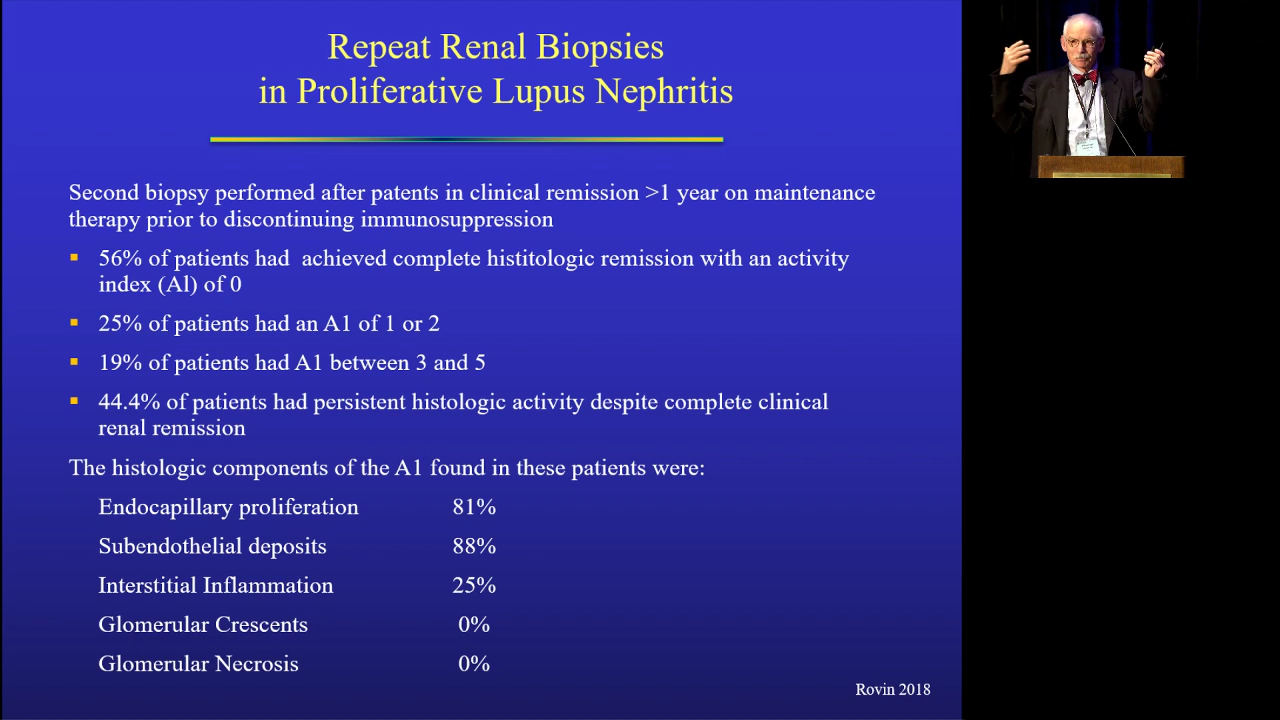 Repeat Renal Biopsies
in Proliferative Lupus Nephritis
Second biopsy performed after patents in clinical remission >1 year on maintenance
therapy prior to discontinuing immunosuppression
▪ 56% of patients had achieved complete histitologic remission with an activity
index (Al) of 0
▪ 25% of patients had an A1 of 1 or 2
▪ 19% of patients had A1 between 3 and 5
▪ 44.4% of patients had persistent histologic activity despite complete clinical
renal remission
The histologic components of the A1 found in these patients were:
Endocapillary proliferation 81%
Subendothelial deposits 88%
Interstitial Inflammation 25%
Glomerular Crescents 0%
Glomerular Necrosis 0%
Rovin 2018